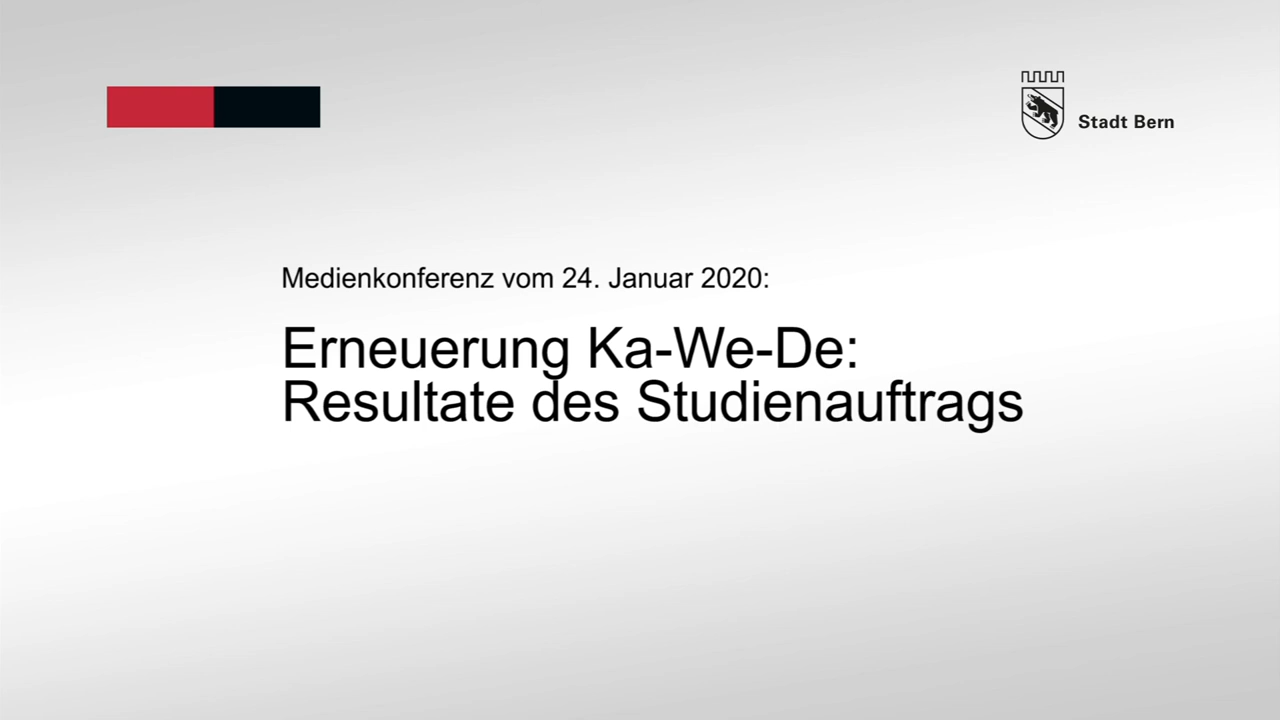 Stadt Bern
Medienkonferenz vom 24. Januar 2020:
Erneuerung Ka-We-De:
Resultate des Studienauftrags